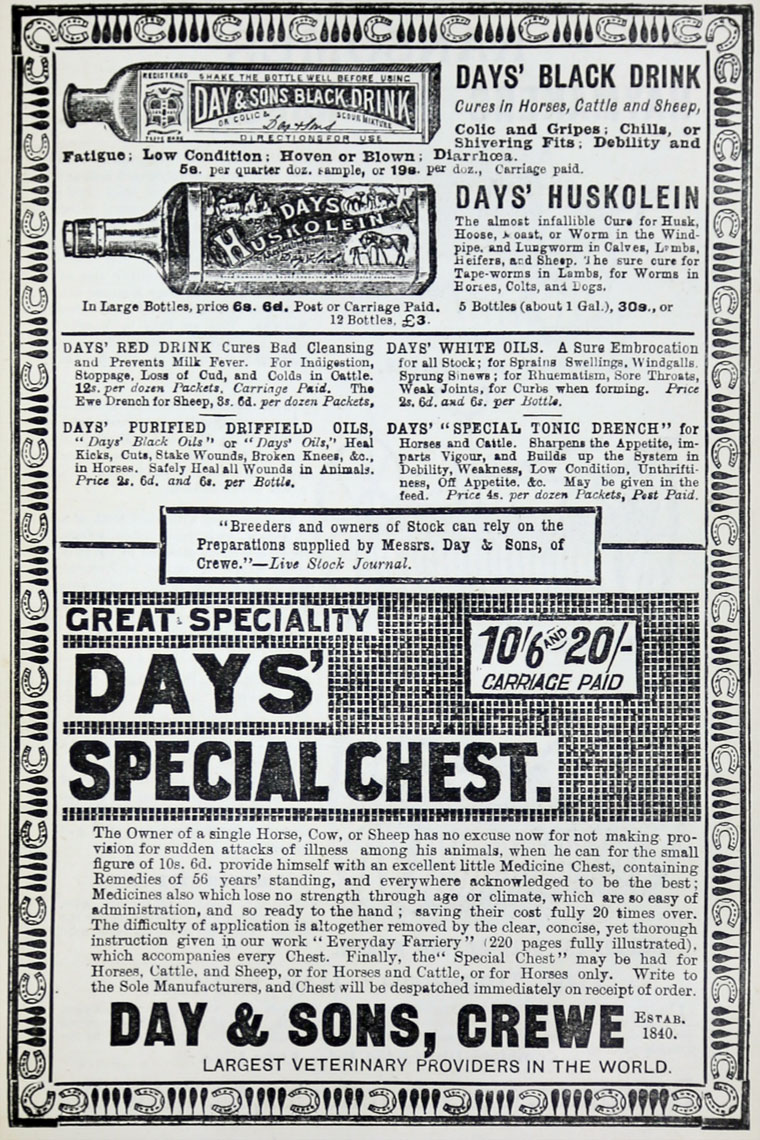 REGISTERED
SHAKE THE BOTTLE WELL BEFORE USING
DAY & SONS BLACK DRINK
OR COLIC & SCOUR MIXTURE
Day & Sons
TRADE MARK
DIRECTIONS FOR USE
DAYS' BLACK DRINK
Cures in Horses, Cattle and Sheep,
Colic and Gripes; Chills, or
Shivering Fits; Debility and
Fatigue; Low Condition; Hoven or Blown; Diarrhœa.
5s. per quarter doz. sample, or 19s. per doz., Carriage paid.
DAYS'
HUSKOLEIN
DAYS' HUSKOLEIN
The almost infallible Cure for Husk,
Hoose, Hoast, or Worm in the Wind-
pipe, and Lungworm in Calves, Lambs,
Heifers, and Sheep. The sure cure for
Tape-worms in Lambs, for Worms in
Horses, Colts, and Dogs.
In Large Bottles, price 6s. 6d. Post or Carriage Paid. 5 Bottles (about 1 Gal.), 30s., or
12 Bottles, £3.
DAYS' RED DRINK Cures Bad Cleansing
and Prevents Milk Fever. For Indigestion,
Stoppage, Loss of Cud, and Colds in Cattle.
12s. per dozen Packets, Carriage Paid. The
Ewe Drench for Sheep, 3s. 6d. per dozen Packets,
DAYS' WHITE OILS. A Sure Embrocation
for all Stock; for Sprains Swellings, Windgalls.
Sprung Sinews; for Rhuematism, Sore Throats,
Weak Joints, for Curbs when forming. Price
2s. 6d. and 6s. per Bottle.
DAYS' PURIFIED DRIFFIELD OILS,
"Days' Black Oils" or "Days' Oils," Heal
Kicks, Cuts, Stake Wounds, Broken Knees, &c.,
in Horses. Safely Heal all Wounds in Animals.
Price 2s. 6d. and 6s. per Bottle.
DAYS' "SPECIAL TONIC DRENCH" for
Horses and Cattle. Sharpens the Appetite, im-
parts Vigour, and Builds up the System in
Debility, Weakness, Low Condition, Unthrifti-
ness, Off Appetite. &c. May be given in the
feed. Price 4s. per dozen Packets, Post Paid.
"Breeders and owners of Stock can rely on the
Preparations supplied by Messrs. Day & Sons, of
Crewe."—Live Stock Journal.
GREAT SPECIALITY
DAYS'
SPECIAL CHEST.
10/6 AND 20/-
CARRIAGE PAID
The Owner of a single Horse, Cow, or Sheep has no excuse now for not making pro-
vision for sudden attacks of illness among his animals, when he can for the small
figure of 10s. 6d. provide himself with an excellent little Medicine Chest, containing
Remedies of 56 years' standing, and everywhere acknowledged to be the best;
Medicines also which lose no strength through age or climate, which are so easy of
administration, and so ready to the hand; saving their cost fully 20 times over.
The difficulty of application is altogether removed by the clear, concise, yet thorough
instruction given in our work "Everyday Farriery" (220 pages fully illustrated),
which accompanies every Chest. Finally, the "Special Chest" may be had for
Horses, Cattle, and Sheep, or for Horses and Cattle, or for Horses only. Write to
the Sole Manufacturers, and Chest will be despatched immediately on receipt of order.
DAY & SONS, CREWE ESTAB. 1840.
LARGEST VETERINARY PROVIDERS IN THE WORLD.